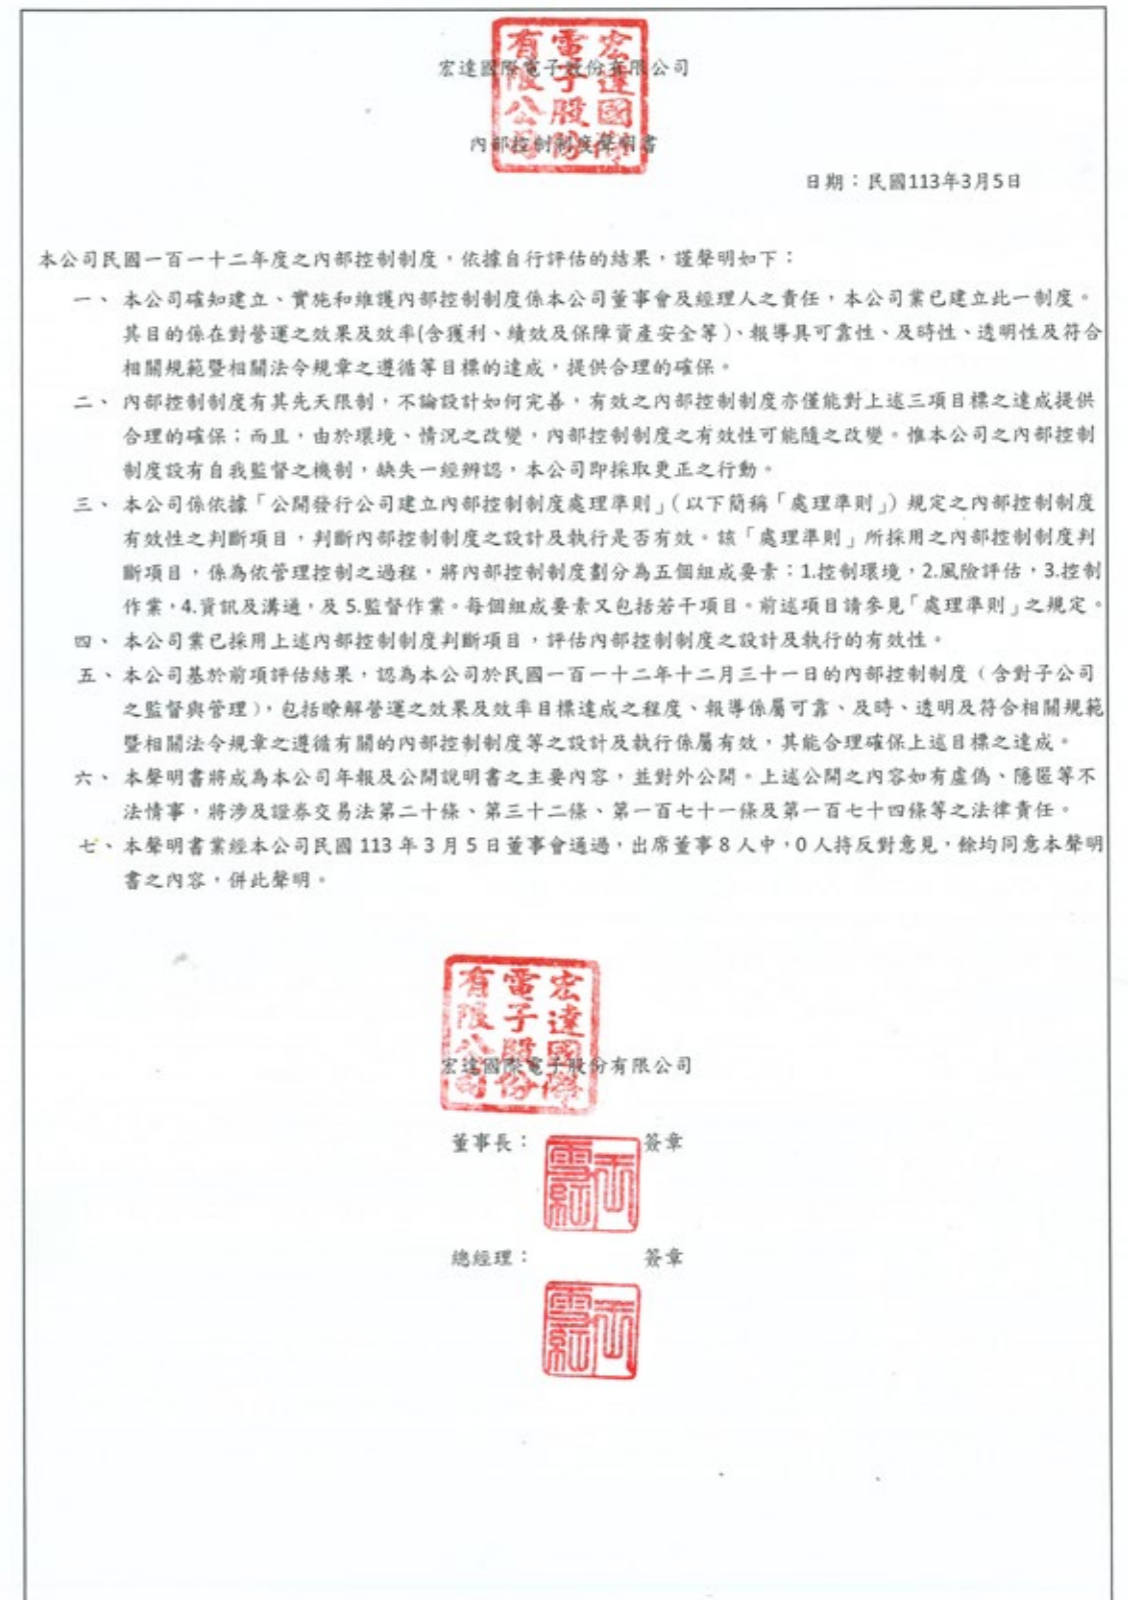 宏達國際電子股份有限公司
內部控制制度聲明書
日期：民國113年3月5日
本公司民國一百一十二年度之內部控制制度，依據自行評估的結果，謹聲明如下：
一、 本公司確知建立、實施和維護內部控制制度係本公司董事會及經理人之責任，本公司業已建立此一制度。
其目的係在對營運之效果及效率(含獲利、績效及保障資產安全等)、報導具可靠性、及時性、透明性及符合
相關規範暨相關法令規章之遵循等目標的達成，提供合理的確保。
二、 內部控制制度有其先天限制，不論設計如何完善，有效之內部控制制度亦僅能對上述三項目標之達成提供
合理的確保；而且，由於環境、情況之改變，內部控制制度之有效性可能隨之改變。惟本公司之內部控制
制度設有自我監督之機制，缺失一經辨認，本公司即採取更正之行動。
三、 本公司係依據「公開發行公司建立內部控制制度處理準則」（以下簡稱「處理準則」）規定之內部控制制度
有效性之判斷項目，判斷內部控制制度之設計及執行是否有效。該「處理準則」所採用之內部控制制度判
斷項目，係為依管理控制之過程，將內部控制制度劃分為五個組成要素：1.控制環境，2.風險評估，3.控制
作業，4.資訊及溝通，及 5.監督作業。每個組成要素又包括若干項目。前述項目請參見「處理準則」之規定。
四、 本公司業已採用上述內部控制制度判斷項目，評估內部控制制度之設計及執行的有效性。
五、本公司基於前項評估結果，認為本公司於民國一百一十二年十二月三十一日的內部控制制度（含對子公司
之監督與管理），包括瞭解營運之效果及效率目標達成之程度、報導係屬可靠、及時、透明及符合相關規範
暨相關法令規章之遵循有關的內部控制制度等之設計及執行係屬有效，其能合理確保上述目標之達成。
六、 本聲明書將成為本公司年報及公開說明書之主要內容，並對外公開。上述公開之內容如有虛偽、隱匿等不
法情事，將涉及證券交易法第二十條、第三十二條、第一百七十一條及第一百七十四條等之法律責任。
七、本聲明書業經本公司民國 113 年 3 月 5 日董事會通過，出席董事 8 人中，0 人持反對意見，餘均同意本聲明
書之內容，併此聲明。
宏達國際電子股份有限公司
宏達國際電子股份有限公司
董事長： 簽章
王雪紅
總經理： 簽章
王雪紅
宏達國際電子股份有限公司